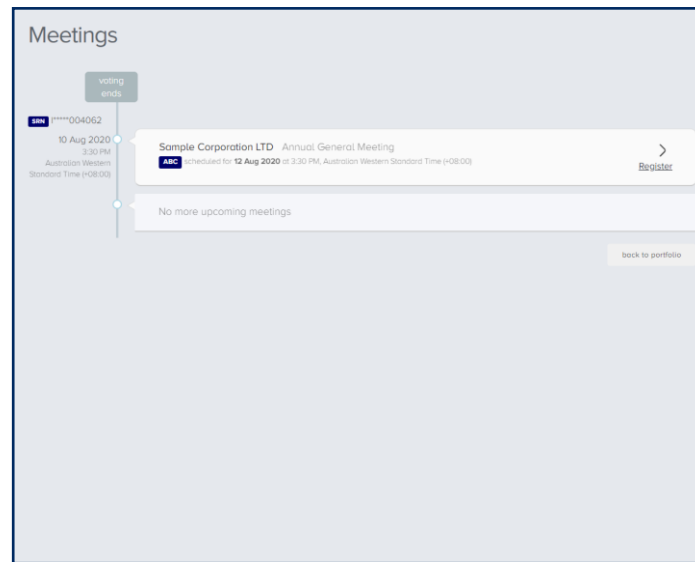 Meetings
voting
ends
SRN I*****004062
10 Aug 2020
3:30 PM
Australian Western
Standard Time (+08:00)
Sample Corporation LTD Annual General Meeting
ABC scheduled for 12 Aug 2020 at 3:30 PM, Australian Western Standard Time (+08:00)
Register
No more upcoming meetings
back to portfolio